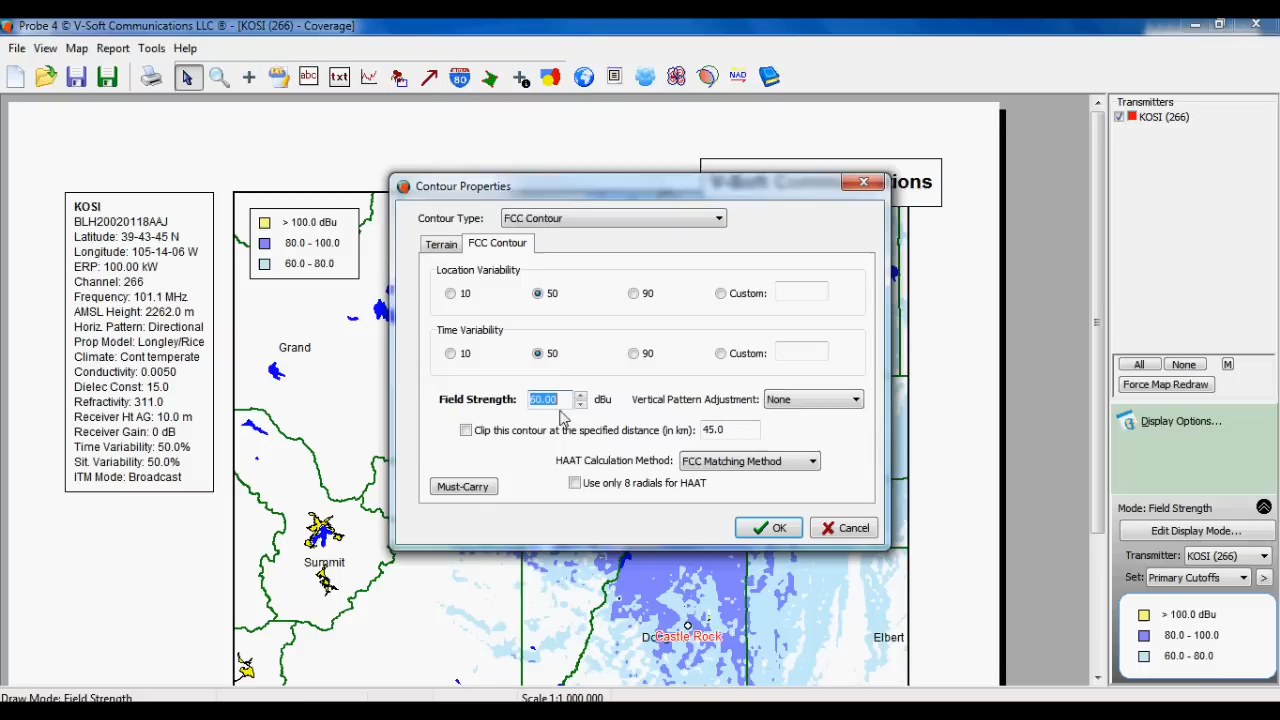 Probe 4 © V-Soft Communications LLC ® - [KOSI (266) - Coverage]
File View Map Report Tools Help
abc txt 80 NAD
Transmitters
KOSI (266)
KOSI
BLH20020118AAJ
Latitude: 39-43-45 N
Longitude: 105-14-06 W
ERP: 100.00 kW
Channel: 266
Frequency: 101.1 MHz
AMSL Height: 2262.0 m
Horiz. Pattern: Directional
Prop Model: Longley/Rice
Climate: Cont temperate
Conductivity: 0.0050
Dielec Const: 15.0
Refractivity: 311.0
Receiver Ht AG: 10.0 m
Receiver Gain: 0 dB
Time Variability: 50.0%
Sit. Variability: 50.0%
ITM Mode: Broadcast
> 100.0 dBu
80.0 - 100.0
60.0 - 80.0
Grand
Summit
Castle Rock
Elbert
Contour Properties
Contour Type: FCC Contour
Terrain FCC Contour
Location Variability
10 50 90 Custom:
Time Variability
10 50 90 Custom:
Field Strength: 60.00 dBu Vertical Pattern Adjustment: None
Clip this contour at the specified distance (in km): 45.0
HAAT Calculation Method: FCC Matching Method
Must-Carry Use only 8 radials for HAAT
OK Cancel
All None M
Force Map Redraw
Display Options...
Mode: Field Strength
Edit Display Mode...
Transmitter: KOSI (266)
Set: Primary Cutoffs >
> 100.0 dBu
80.0 - 100.0
60.0 - 80.0
Draw Mode: Field Strength Scale 1:1,000,000